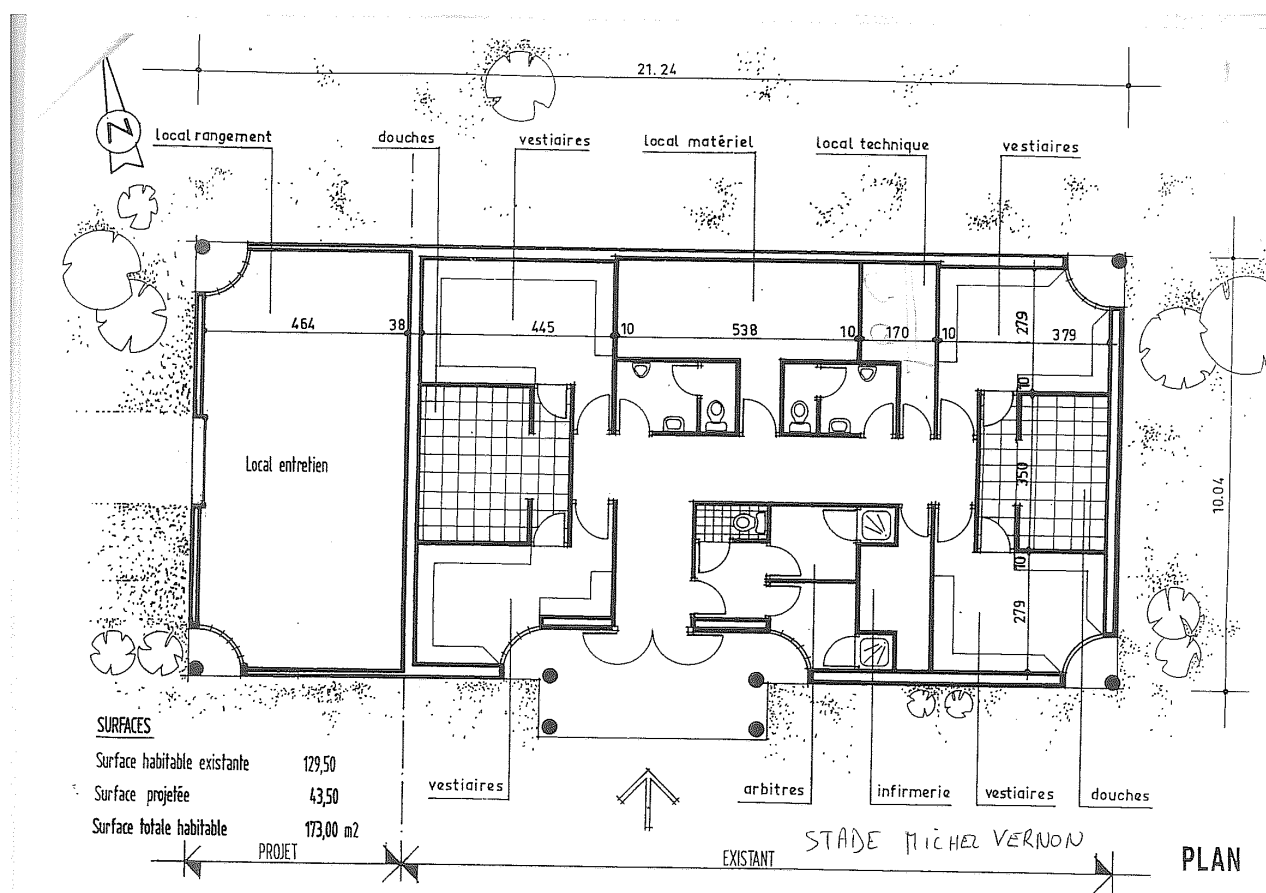 21.24
N
local rangement
douches
vestiaires
local matériel
local technique
vestiaires
464
38
445
10
538
10
170
10
279
379
10
Local entretien
350
10.04
10
279
SURFACES
Surface habitable existante 129,50
Surface projetée 43,50
Surface totale habitable 173,00 m2
vestiaires
arbitres
infirmerie
vestiaires
douches
STADE MICHEL VERNON
PROJET
EXISTANT
PLAN